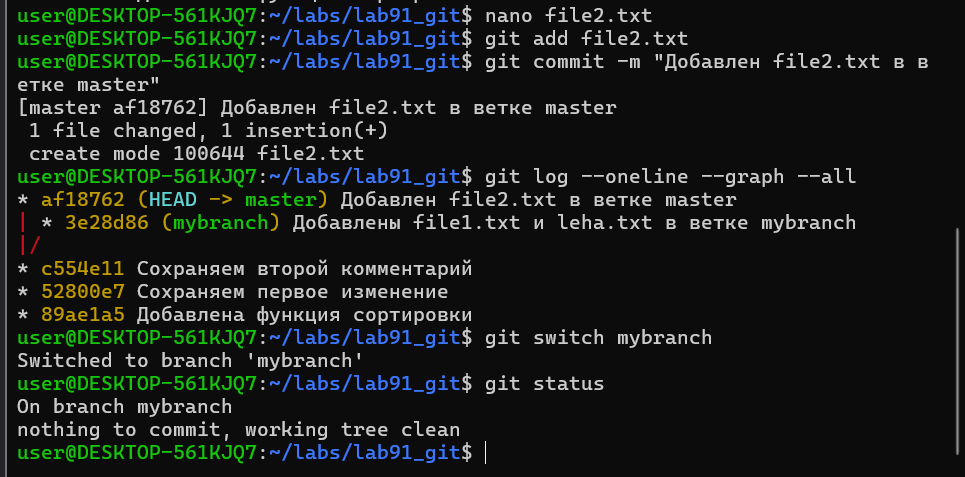 user@DESKTOP-561KJQ7:~/labs/lab91_git$ nano file2.txt
user@DESKTOP-561KJQ7:~/labs/lab91_git$ git add file2.txt
user@DESKTOP-561KJQ7:~/labs/lab91_git$ git commit -m "Добавлен file2.txt в в
етке master"
[master af18762] Добавлен file2.txt в ветке master
 1 file changed, 1 insertion(+)
 create mode 100644 file2.txt
user@DESKTOP-561KJQ7:~/labs/lab91_git$ git log --oneline --graph --all
* af18762 (HEAD -> master) Добавлен file2.txt в ветке master
| * 3e28d86 (mybranch) Добавлены file1.txt и leha.txt в ветке mybranch
|/
* c554e11 Сохраняем второй комментарий
* 52800e7 Сохраняем первое изменение
* 89ae1a5 Добавлена функция сортировки
user@DESKTOP-561KJQ7:~/labs/lab91_git$ git switch mybranch
Switched to branch 'mybranch'
user@DESKTOP-561KJQ7:~/labs/lab91_git$ git status
On branch mybranch
nothing to commit, working tree clean
user@DESKTOP-561KJQ7:~/labs/lab91_git$